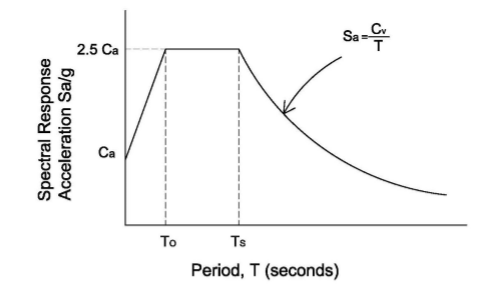 2.5 Ca
Sa = Cv/T
Spectral Response
Acceleration Sa/g
Ca
To
Ts
Period, T (seconds)